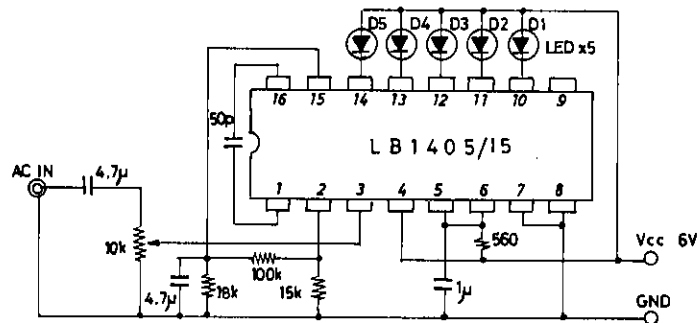 D5 D4 D3 D2 D1
LED x5
16 15 14 13 12 11 10 9
50p
LB1405/15
AC IN
4.7µ
1 2 3 4 5 6 7 8
10k
560
Vcc 6V
100k
4.7µ
18k
15k
1µ
GND